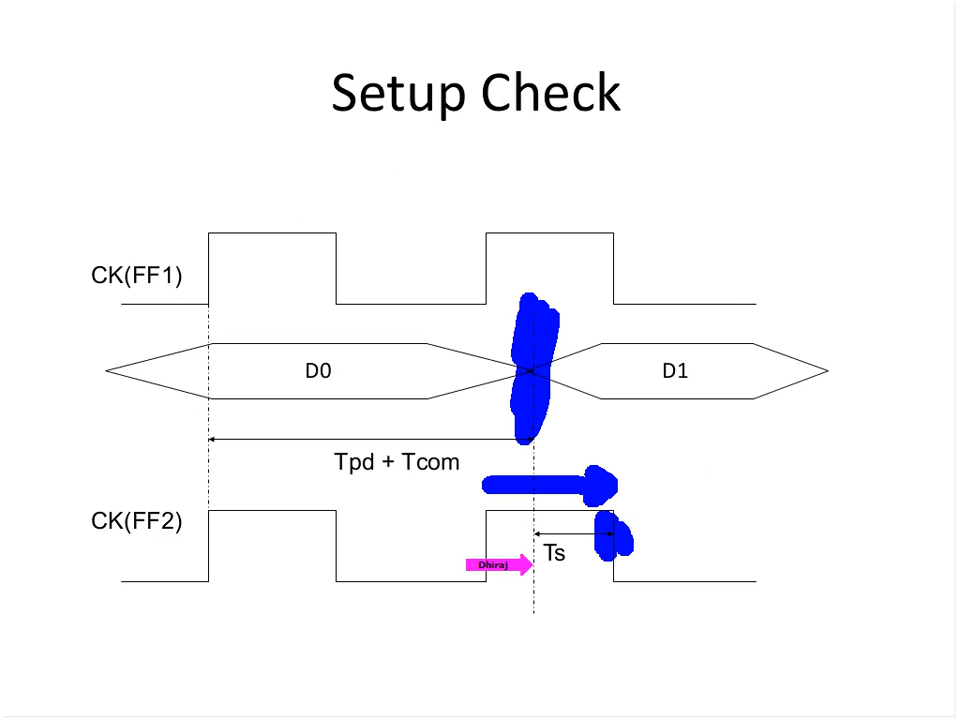 Setup Check
CK(FF1)
D0
D1
Tpd + Tcom
CK(FF2)
Ts
Dhiraj